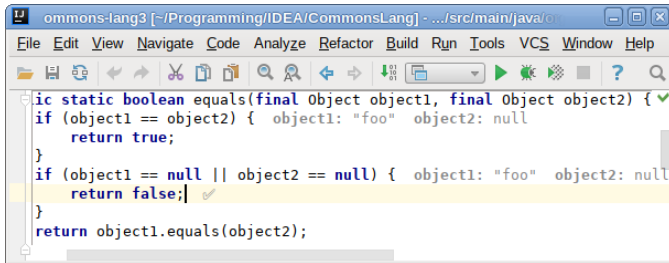 ommons-lang3 [~/Programming/IDEA/CommonsLang] - .../src/main/java/o
File Edit View Navigate Code Analyze Refactor Build Run Tools VCS Window Help
ic static boolean equals(final Object object1, final Object object2) {
if (object1 == object2) { object1: "foo" object2: null
return true;
}
if (object1 == null || object2 == null) { object1: "foo" object2: null
return false;
}
return object1.equals(object2);